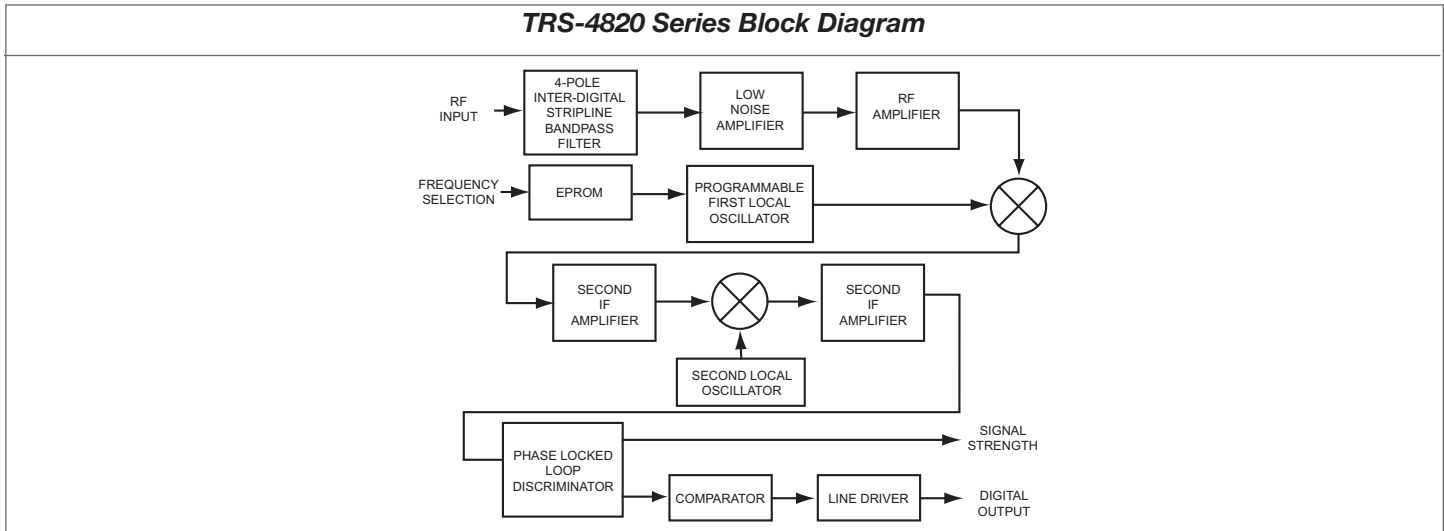 TRS-4820 Series Block Diagram
RF
INPUT
4-POLE
INTER-DIGITAL
STRIPLINE
BANDPASS
FILTER
LOW
NOISE
AMPLIFIER
RF
AMPLIFIER
FREQUENCY
SELECTION
EPROM
PROGRAMMABLE
FIRST LOCAL
OSCILLATOR
SECOND
IF
AMPLIFIER
SECOND
IF
AMPLIFIER
SECOND LOCAL
OSCILLATOR
PHASE LOCKED
LOOP
DISCRIMINATOR
SIGNAL
STRENGTH
COMPARATOR
LINE DRIVER
DIGITAL
OUTPUT